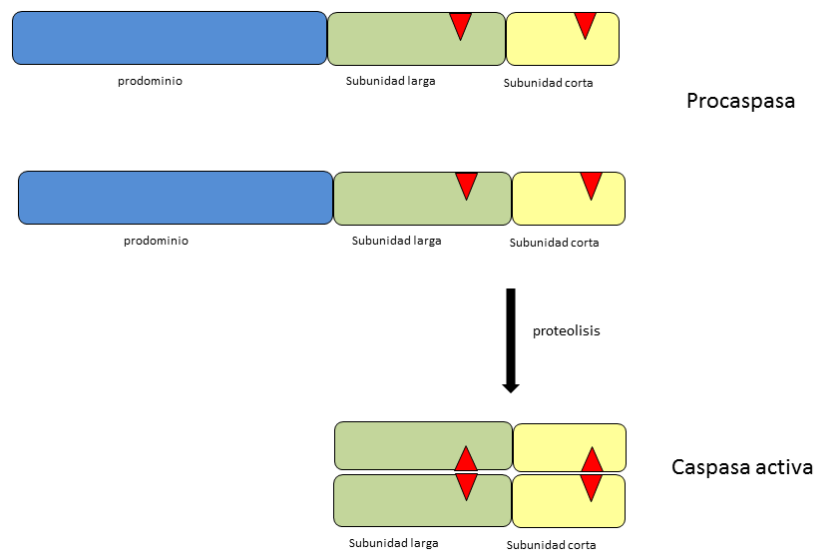 prodominio
Subunidad larga
Subunidad corta
Procaspasa
prodominio
Subunidad larga
Subunidad corta
proteolisis
Caspasa activa
Subunidad larga
Subunidad corta